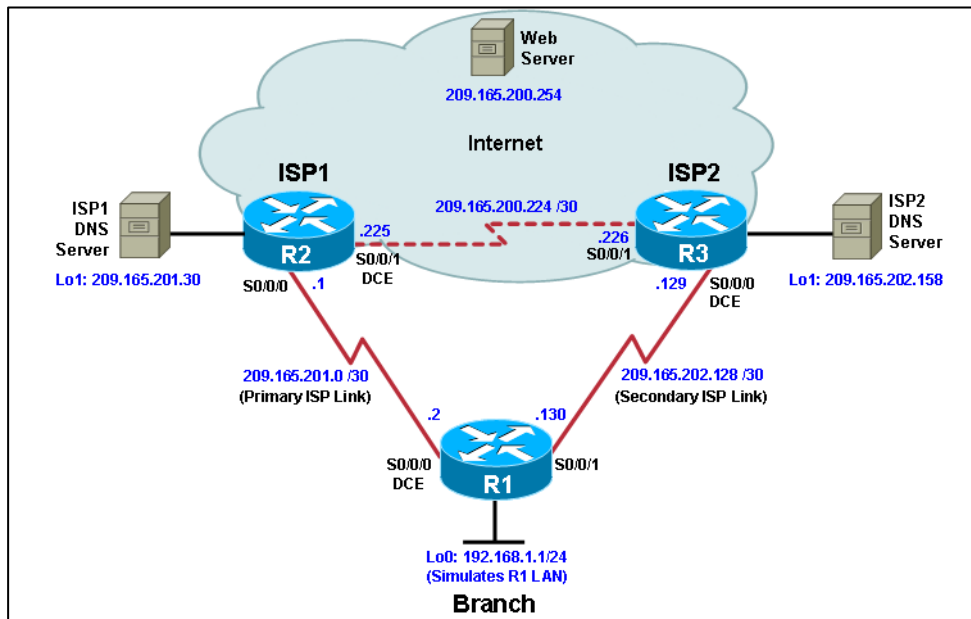 Web
Server
209.165.200.254
Internet
ISP1
ISP2
ISP1
DNS
Server
209.165.200.224 /30
ISP2
DNS
Server
.225
.226
R2
S0/0/1
DCE
S0/0/1
R3
Lo1: 209.165.201.30
S0/0/0
.1
.129
S0/0/0
DCE
Lo1: 209.165.202.158
209.165.201.0 /30
(Primary ISP Link)
209.165.202.128 /30
(Secondary ISP Link)
.2
.130
S0/0/0
DCE
R1
S0/0/1
Lo0: 192.168.1.1/24
(Simulates R1 LAN)
Branch